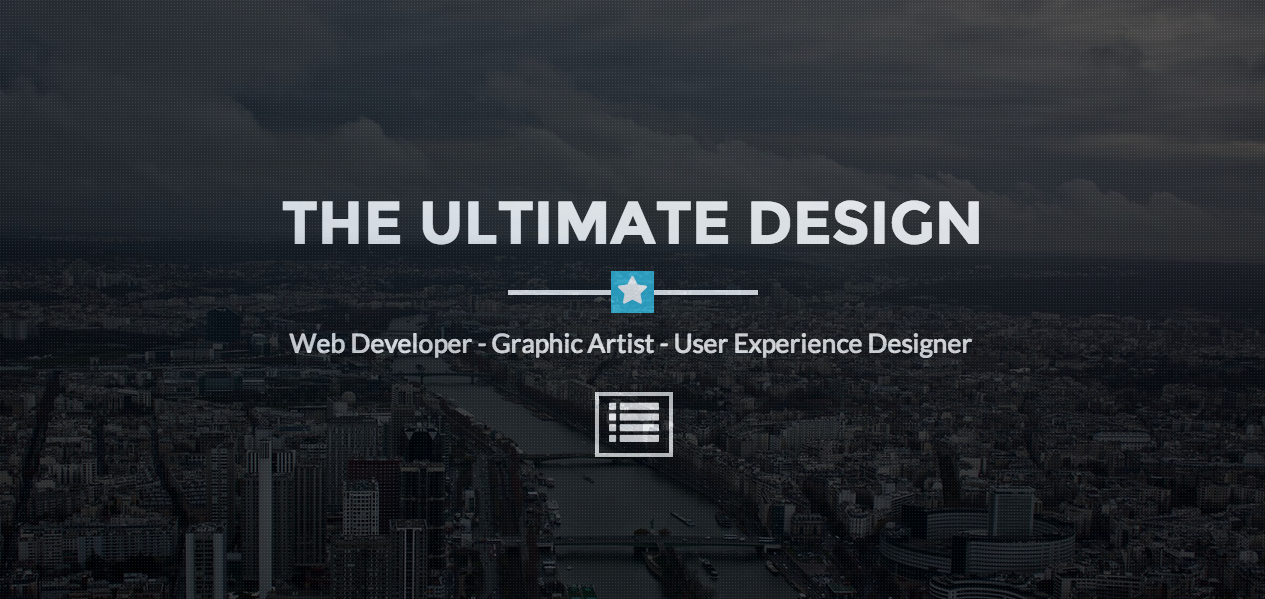 THE ULTIMATE DESIGN
Web Developer - Graphic Artist - User Experience Designer